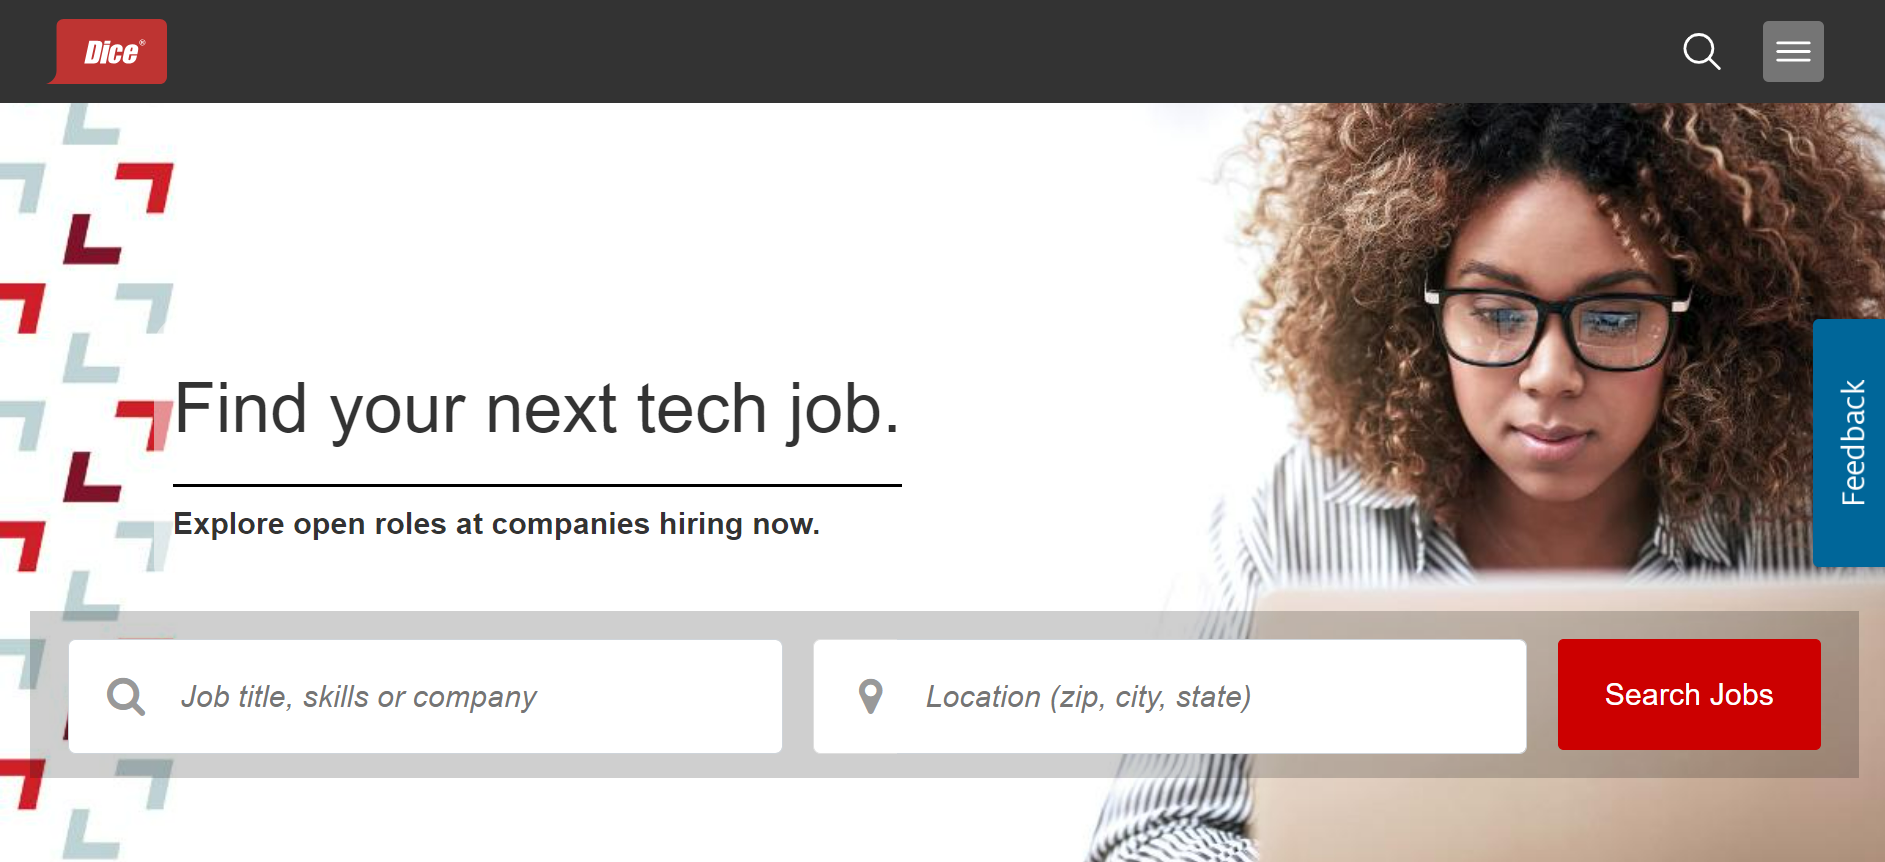 Dice®
Find your next tech job.
Explore open roles at companies hiring now.
Job title, skills or company
Location (zip, city, state)
Search Jobs
Feedback